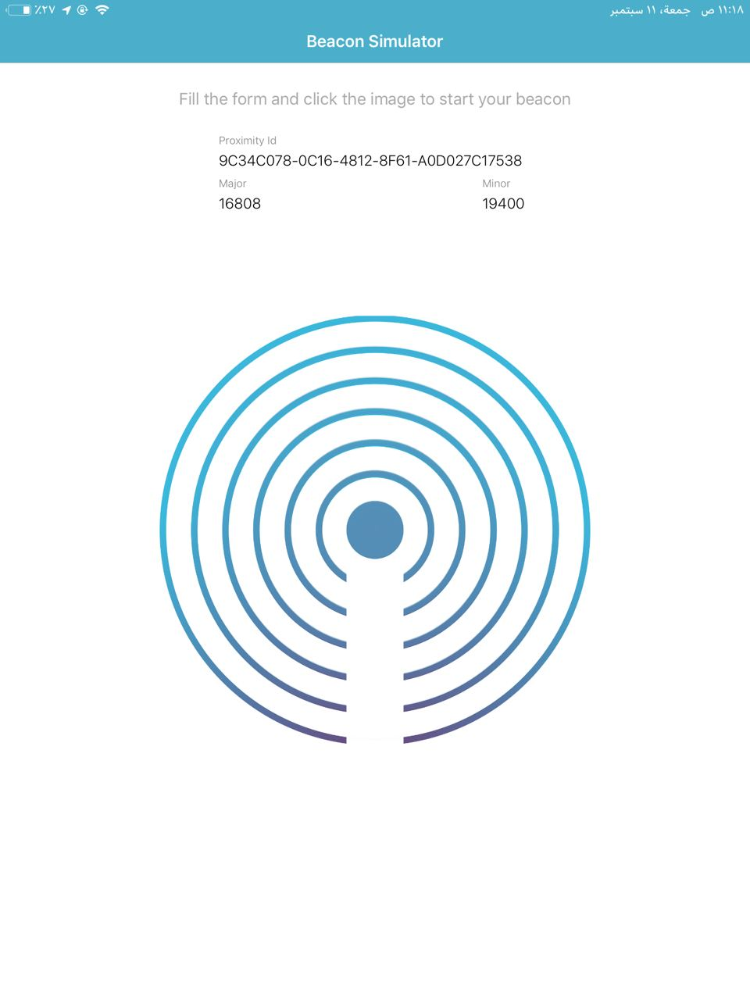 ١١:١٨ ص جمعة، ١١ سبتمبر ٪٢٧
Beacon Simulator
Fill the form and click the image to start your beacon
Proximity Id
9C34C078-0C16-4812-8F61-A0D027C17538
Major Minor
16808 19400